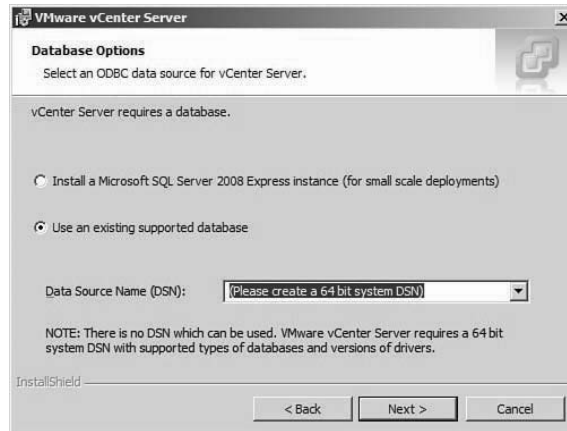 VMware vCenter Server
Database Options
Select an ODBC data source for vCenter Server.
vCenter Server requires a database.
Install a Microsoft SQL Server 2008 Express instance (for small scale deployments)
Use an existing supported database
Data Source Name (DSN):
(Please create a 64 bit system DSN)
NOTE: There is no DSN which can be used. VMware vCenter Server requires a 64 bit
system DSN with supported types of databases and versions of drivers.
InstallShield
< Back
Next >
Cancel